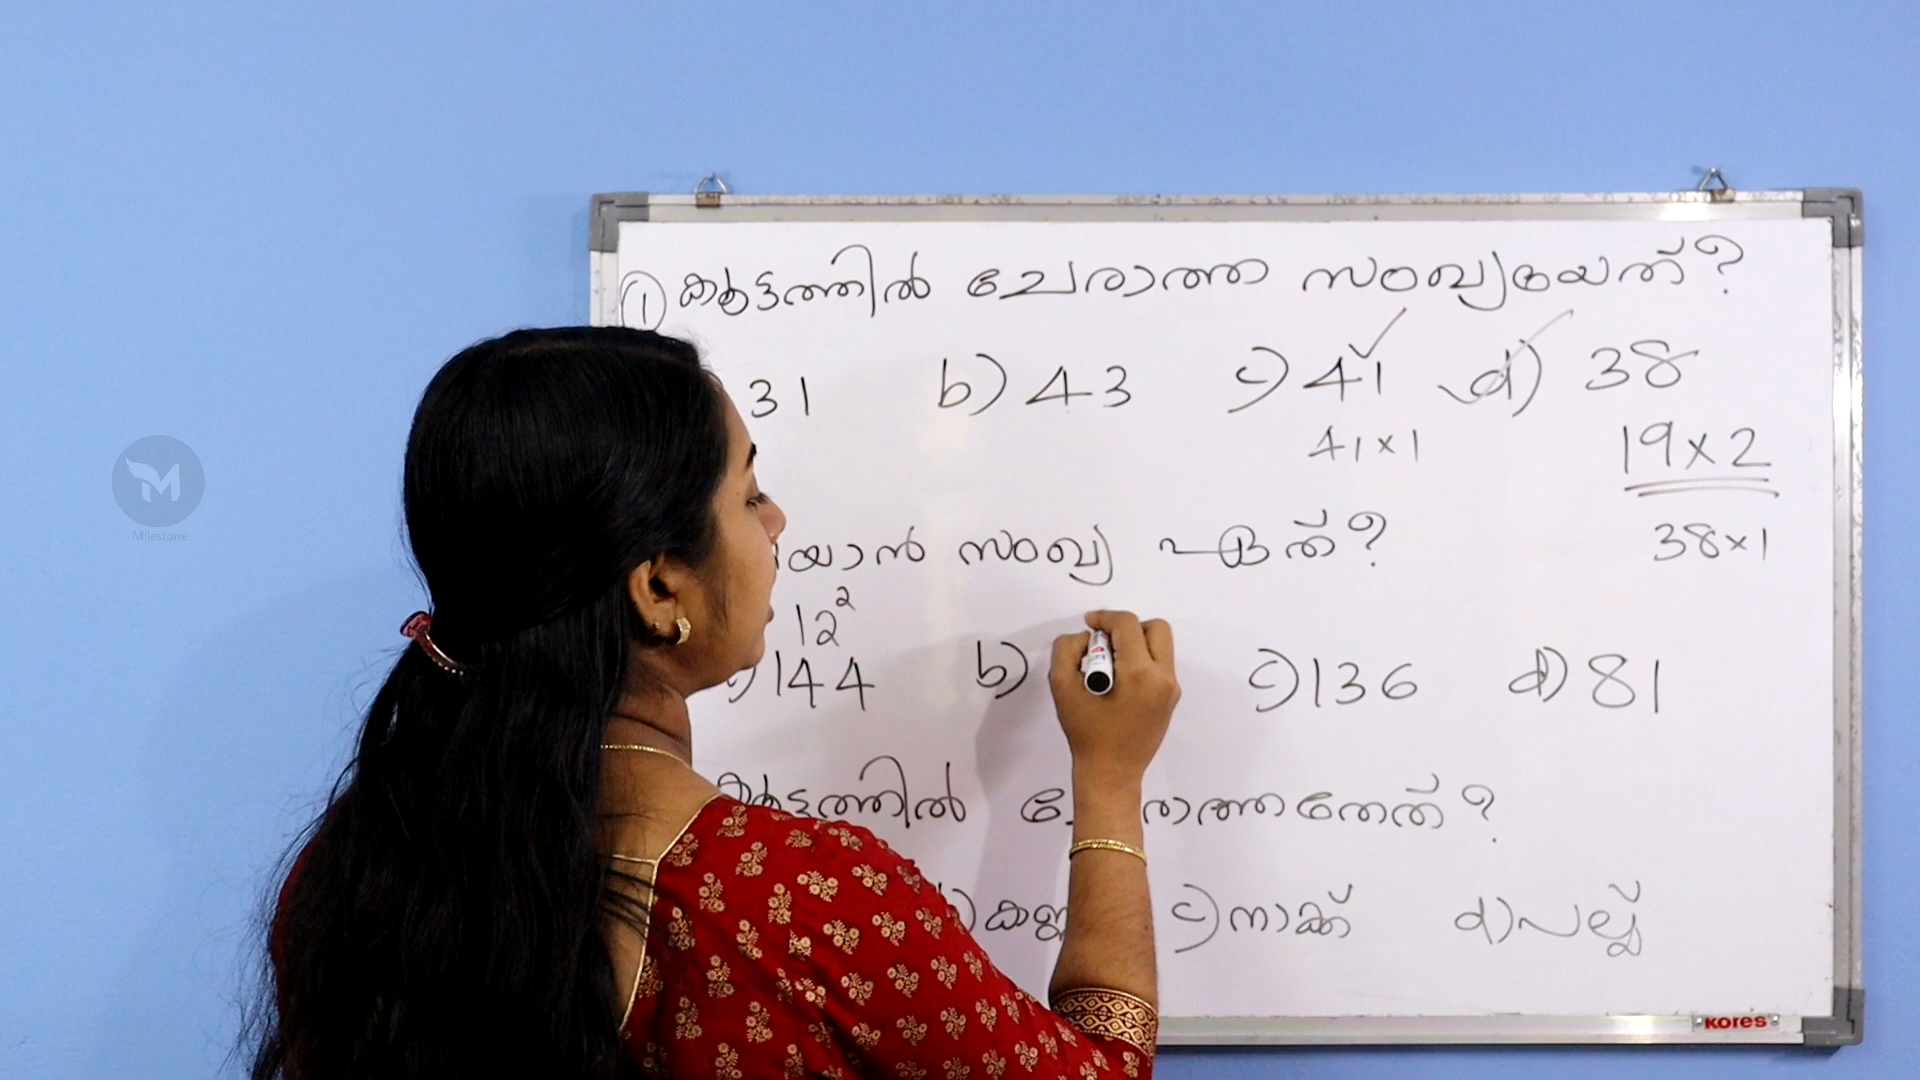 ① കൂട്ടത്തിൽ ചേരാത്ത സംഖ്യയേത്?
31 b) 43 c) 41 d) 38
41×1 19×2
38×1
യാൻ സംഖ്യ ഏത്?
12²
144 b) c) 136 d) 81
കൂട്ടത്തിൽ ചേരാത്തതേത്?
c) നാക്ക് d) പല്ല്
KORES
M
Milestone